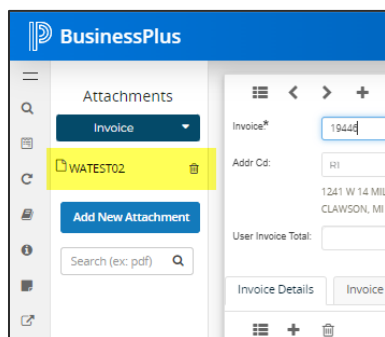 BusinessPlus
Attachments
Invoice
WATEST02
Add New Attachment
Search (ex: pdf)
Invoice*
19446
Addr Cd:
RI
1241 W 14 MIL
CLAWSON, MI
User Invoice Total:
Invoice Details
Invoice